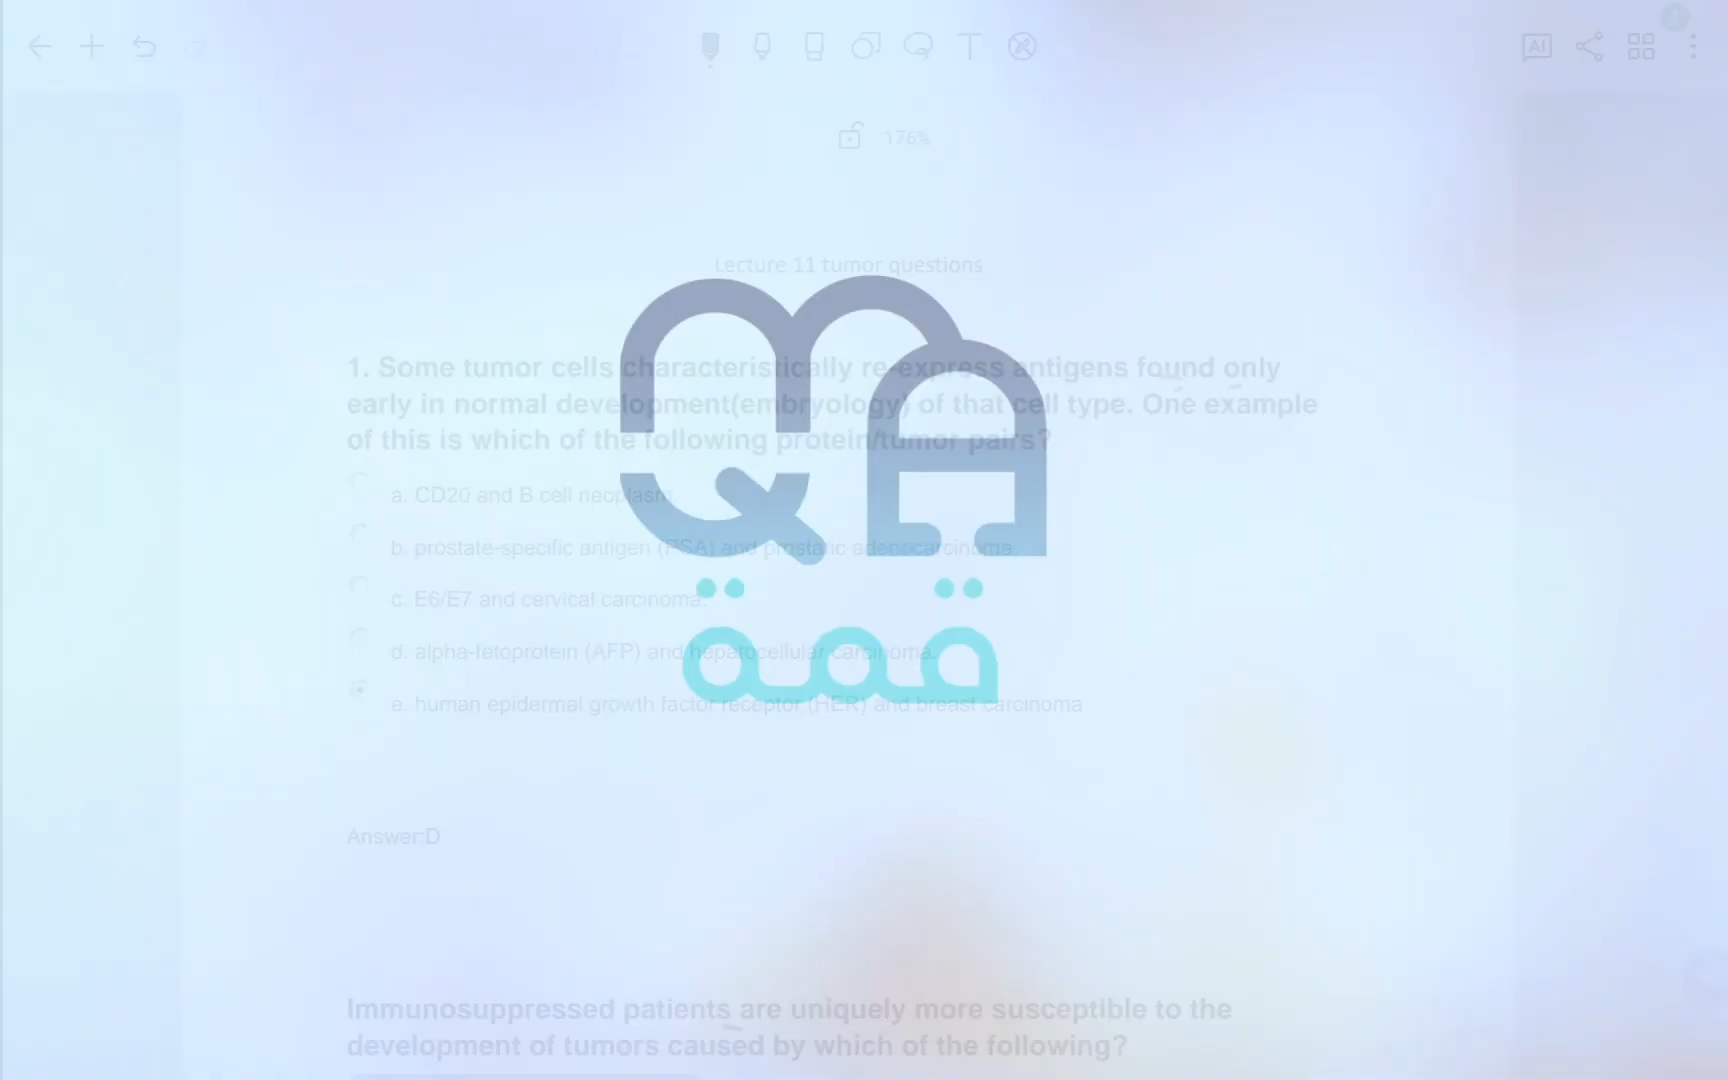 176%
Lecture 11 tumor questions
1. Some tumor cells characteristically re-express antigens found only
early in normal development(embryology) of that cell type. One example
of this is which of the following protein/tumor pairs?
a. CD20 and B cell neoplasm.
b. prostate-specific antigen (PSA) and prostatic adenocarcinoma.
c. E6/E7 and cervical carcinoma.
d. alpha-fetoprotein (AFP) and hepatocellular carcinoma.
قمة
e. human epidermal growth factor receptor (HER) and breast carcinoma
Answer:D
Immunosuppressed patients are uniquely more susceptible to the
development of tumors caused by which of the following?